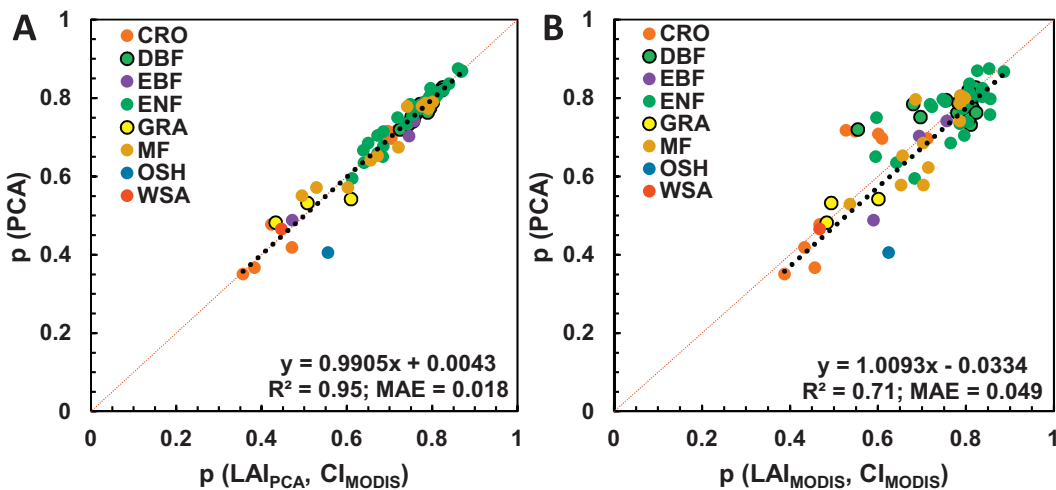 A
CRO
DBF
EBF
ENF
GRA
MF
OSH
WSA
1
0.8
0.6
0.4
0.2
0
p (PCA)
y = 0.9905x + 0.0043
R² = 0.95; MAE = 0.018
0 0.2 0.4 0.6 0.8 1
p (LAI_PCA, CI_MODIS)
B
CRO
DBF
EBF
ENF
GRA
MF
OSH
WSA
1
0.8
0.6
0.4
0.2
0
p (PCA)
y = 1.0093x - 0.0334
R² = 0.71; MAE = 0.049
0 0.2 0.4 0.6 0.8 1
p (LAI_MODIS, CI_MODIS)